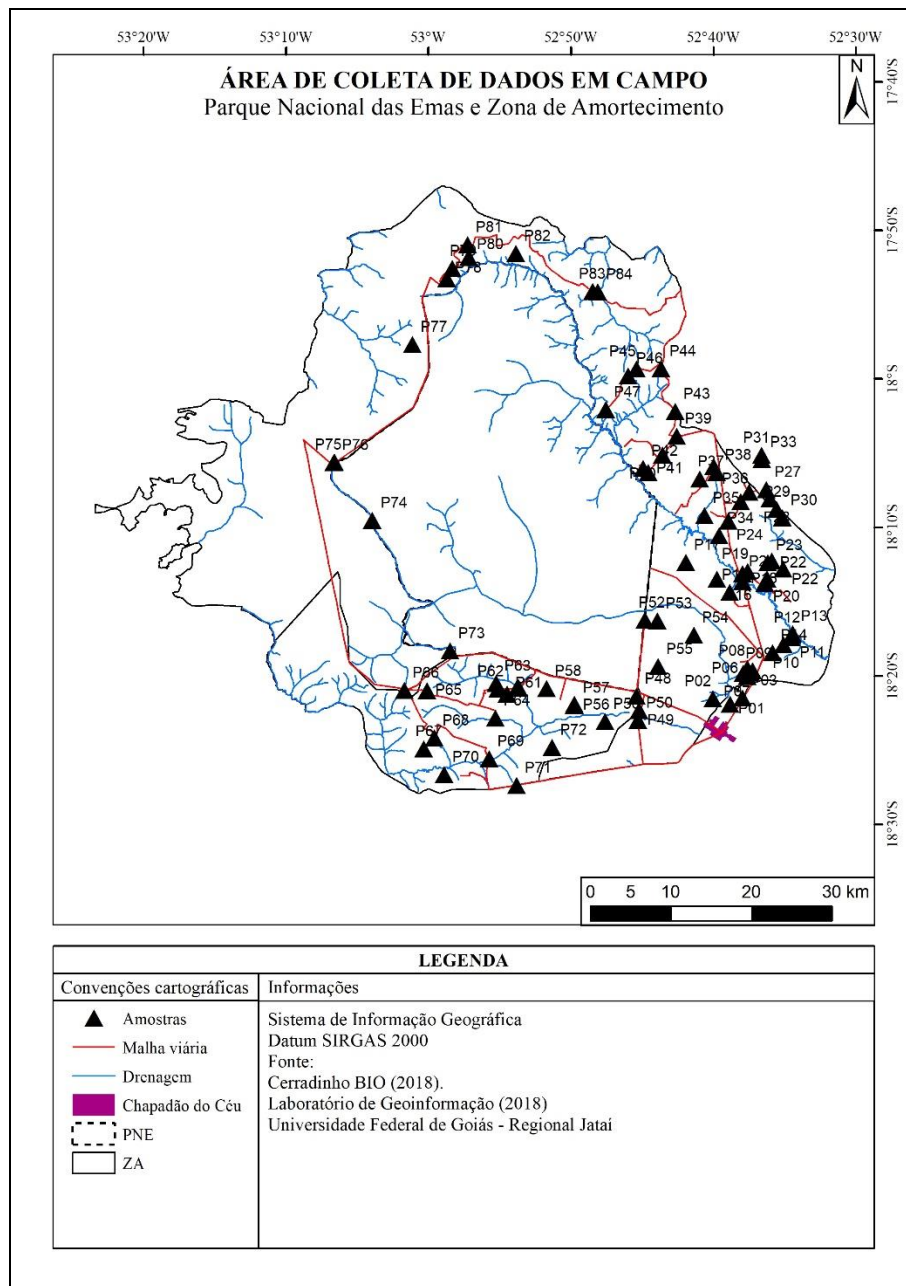 53°20'W 53°10'W 53°W 52°50'W 52°40'W 52°30'W
ÁREA DE COLETA DE DADOS EM CAMPO
Parque Nacional das Emas e Zona de Amortecimento
N
17°40'S
17°50'S
18°S
18°10'S
18°20'S
18°30'S
P81
P80
P82
P78
P83 P84
P77
P45
P46
P44
P47
P43
P39
P31
P33
P42
P41
P37
P38
P36
P27
P75 P76
P29
P30
P35
P74
P34
P24
P19
P23
P22
P22
P20
P52 P53
P54
P12
P13
P11
P73
P55
P08
P09
P10
P06
P62
P63
P58
P48
P02
P03
P66
P65
P61
P64
P57
P56
P50
P01
P68
P49
P69
P72
P70
P71
0 5 10 20 30 km
LEGENDA
Convenções cartográficas
Informações
Amostras
Malha viária
Drenagem
Chapadão do Céu
PNE
ZA
Sistema de Informação Geográfica
Datum SIRGAS 2000
Fonte:
Cerradinho BIO (2018).
Laboratório de Geoinformação (2018)
Universidade Federal de Goiás - Regional Jataí